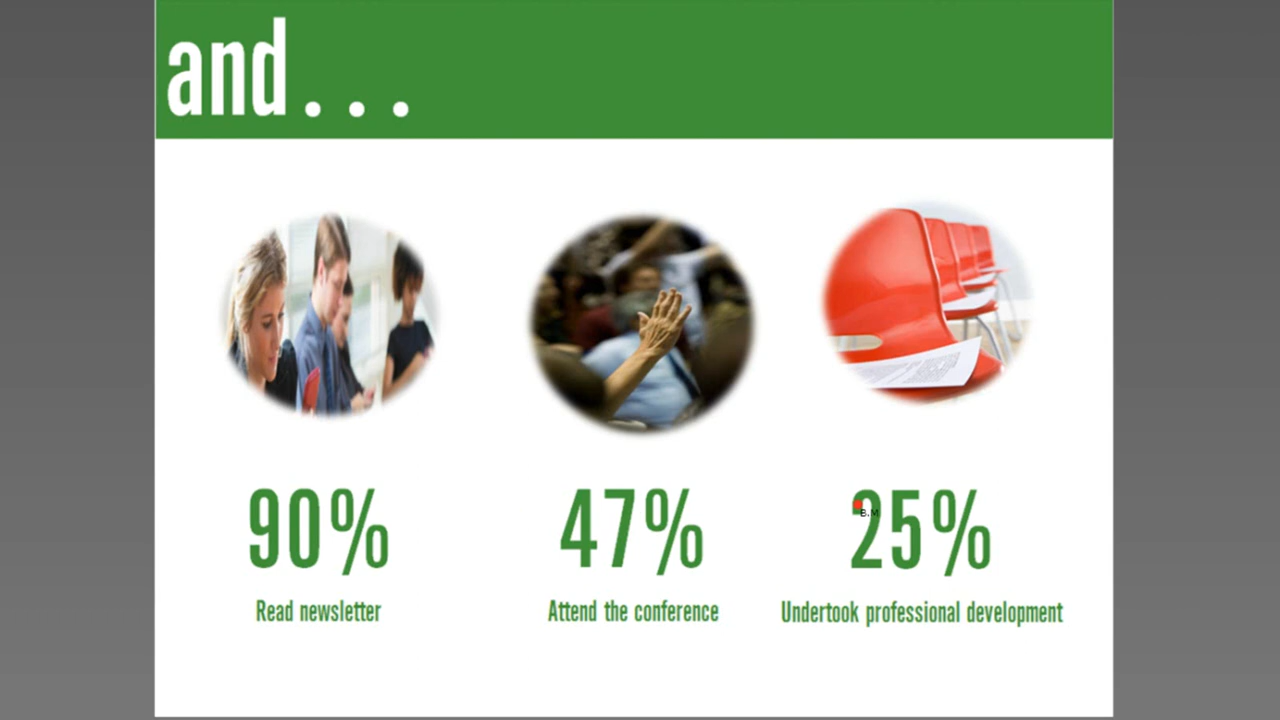 and...
90%
47%
25%
B.M
Read newsletter
Attend the conference
Undertook professional development